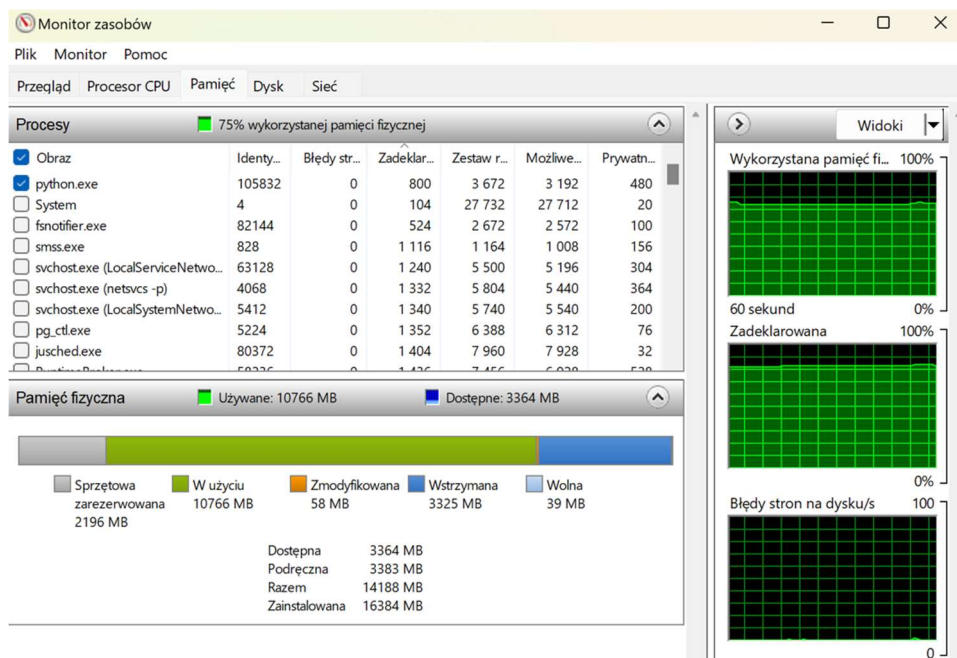 Monitor zasobów
Plik Monitor Pomoc
Przegląd Procesor CPU Pamięć Dysk Sieć
Procesy 75% wykorzystanej pamięci fizycznej
Obraz Identy... Błędy str... Zadeklar... Zestaw r... Możliwe... Prywatn...
python.exe 105832 0 800 3 672 3 192 480
System 4 0 104 27 732 27 712 20
fsnotifier.exe 82144 0 524 2 672 2 572 100
smss.exe 828 0 1 116 1 164 1 008 156
svchost.exe (LocalServiceNetwo... 63128 0 1 240 5 500 5 196 304
svchost.exe (netsvcs -p) 4068 0 1 332 5 804 5 440 364
svchost.exe (LocalSystemNetwo... 5412 0 1 340 5 740 5 540 200
pg_ctl.exe 5224 0 1 352 6 388 6 312 76
jusched.exe 80372 0 1 404 7 960 7 928 32
Pamięć fizyczna Używane: 10766 MB Dostępne: 3364 MB
Sprzętowa zarezerwowana 2196 MB
W użyciu 10766 MB
Zmodyfikowana 58 MB
Wstrzymana 3325 MB
Wolna 39 MB
Dostępna 3364 MB
Podręczna 3383 MB
Razem 14188 MB
Zainstalowana 16384 MB
Widoki
Wykorzystana pamięć fi... 100%
60 sekund 0%
Zadeklarowana 100%
0%
Błędy stron na dysku/s 100
0